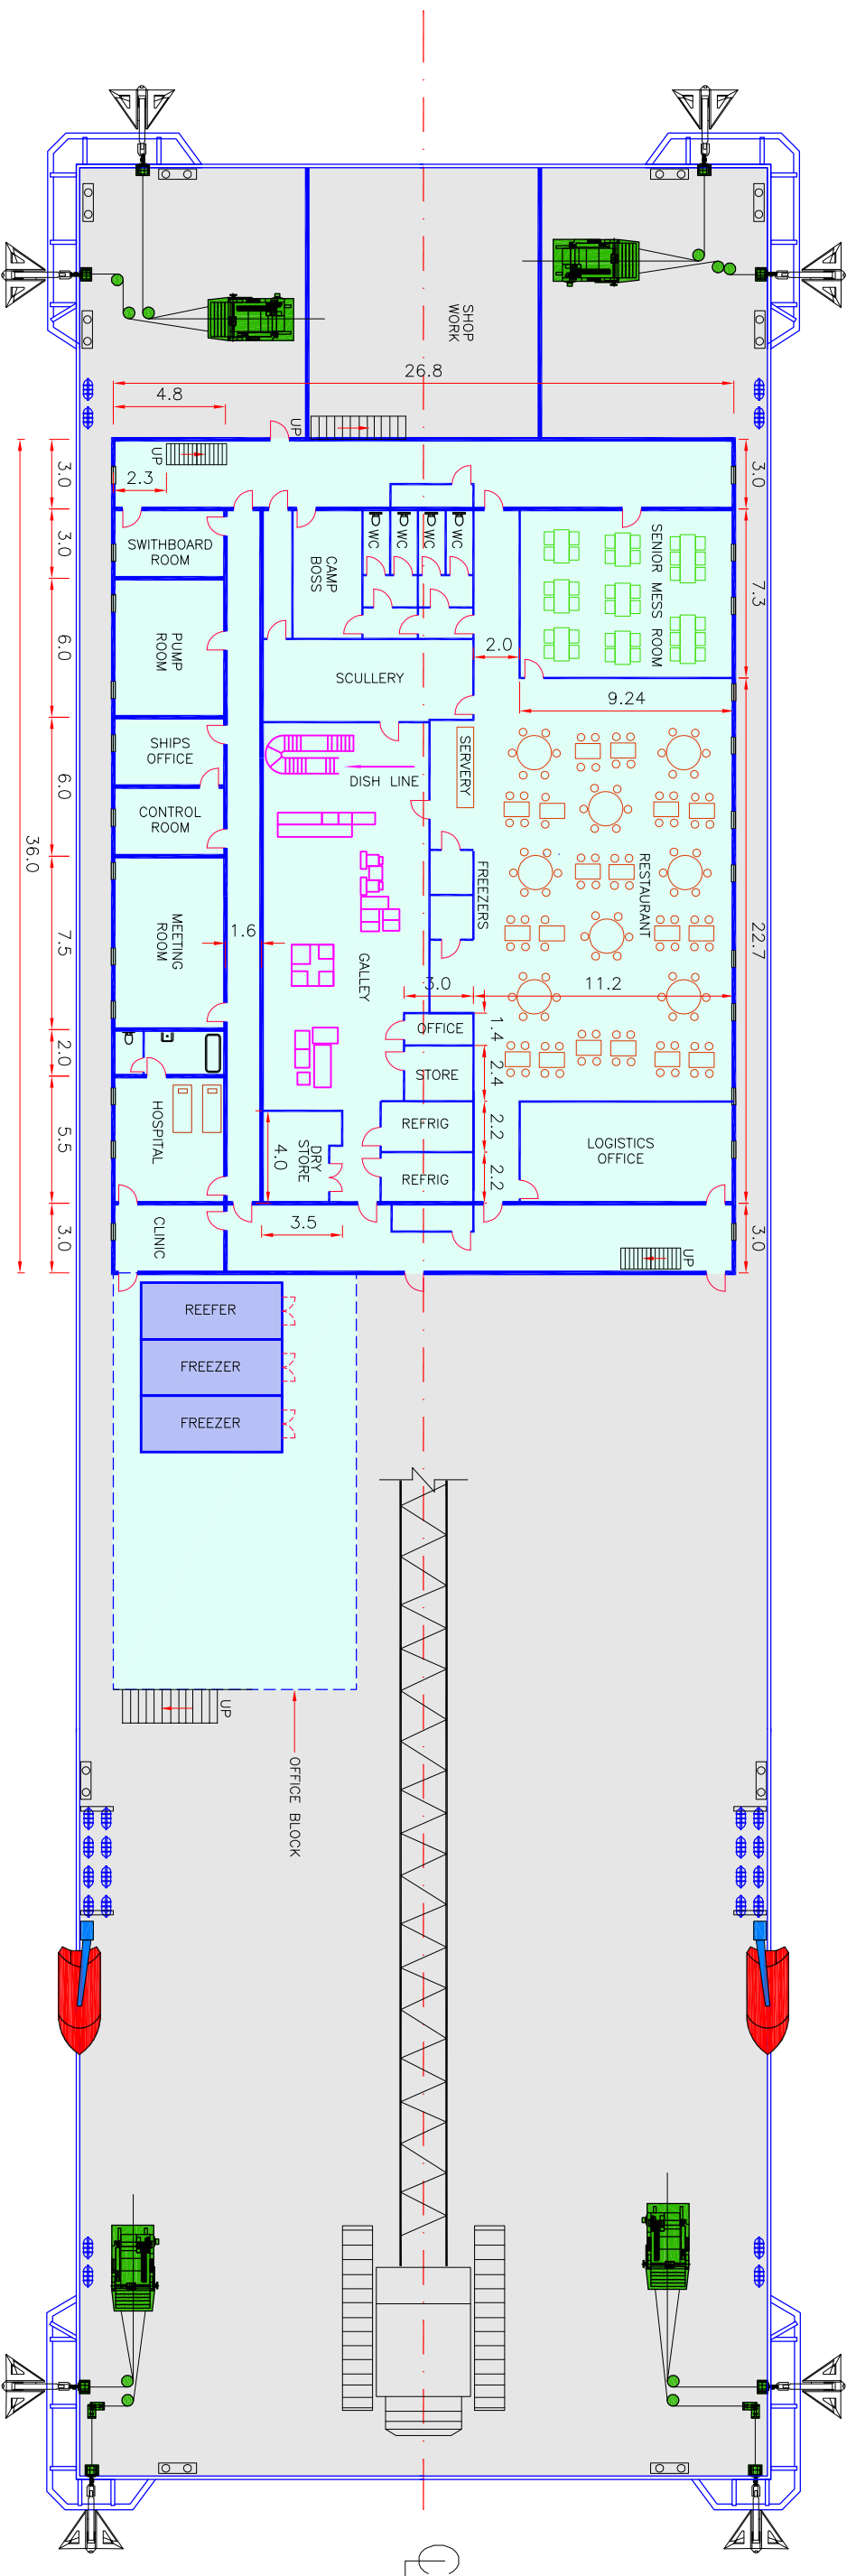 SHOP
WORK
26.8
4.8
UP
UP
2.3
3.0
3.0
3.0
7.3
SWITHBOARD
ROOM
CAMP
BOSS
WC
WC
WC
WC
SENIOR MESS ROOM
6.0
PUMP
ROOM
SCULLERY
2.0
9.24
SHIPS
OFFICE
DISH LINE
SERVERY
6.0
CONTROL
ROOM
36.0
FREEZERS
RESTAURANT
22.7
7.5
MEETING
ROOM
1.6
GALLEY
3.0
11.2
OFFICE
1.4
2.0
STORE
2.4
5.5
HOSPITAL
4.0
DRY
STORE
REFRIG
2.2
REFRIG
2.2
LOGISTICS
OFFICE
3.0
CLINIC
3.5
UP
3.0
REEFER
FREEZER
FREEZER
UP
OFFICE BLOCK
CL